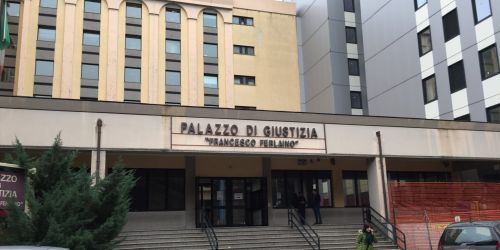 PALAZZO DI GIUSTIZIA
"FRANCESCO FERLAINO"